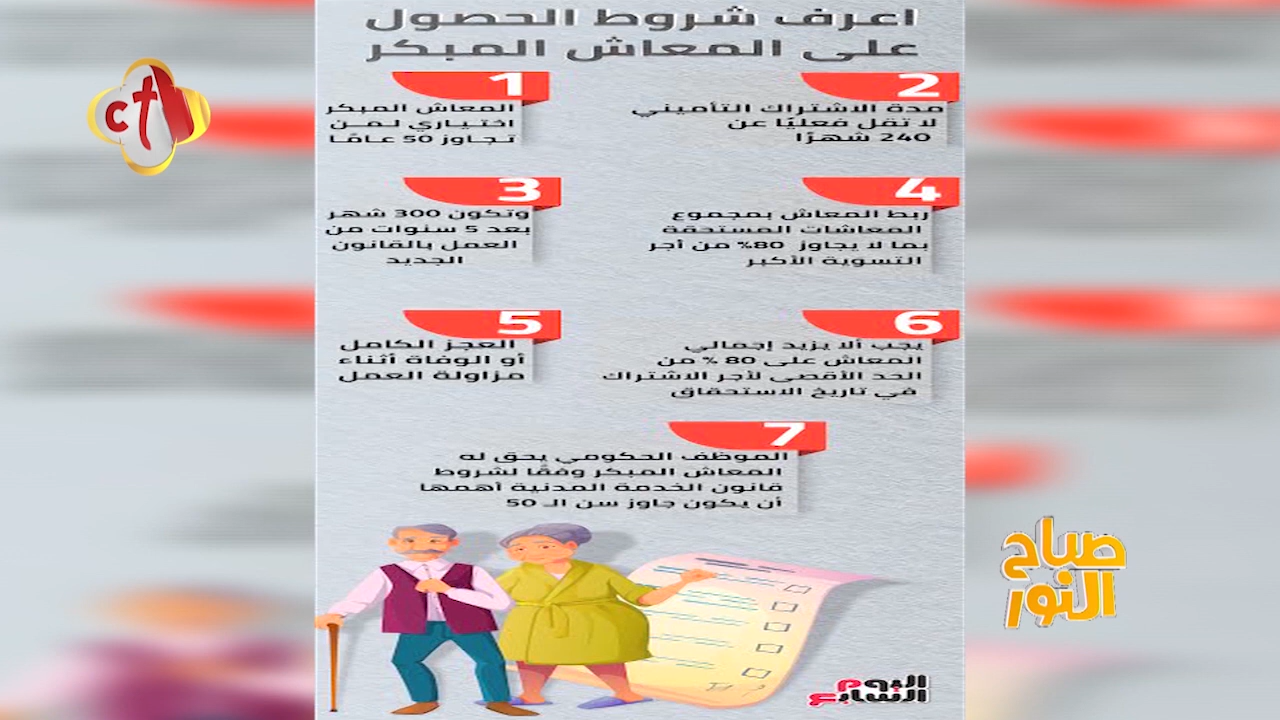 اعرف شروط الحصول
على المعاش المبكر
1
المعاش المبكر
اختياري لمن
تجاوز 50 عامًا
2
مدة الاشتراك التأميني
لا تقل فعليًا عن
240 شهرًا
3
وتكون 300 شهر
بعد 5 سنوات من
العمل بالقانون
الجديد
4
ربط المعاش بمجموع
المعاشات المستحقة
بما لا يجاوز 80% من أجر
التسوية الأكبر
5
العجز الكامل
أو الوفاة أثناء
مزاولة العمل
6
يجب ألا يزيد إجمالي
المعاش على 80 % من
الحد الأقصى لأجر الاشتراك
في تاريخ الاستحقاق
7
الموظف الحكومي يحق له
المعاش المبكر وفقًا لشروط
قانون الخدمة المدنية أهمها
أن يكون جاوز سن الـ 50
اليوم
السابع
ctv
صباح
النور